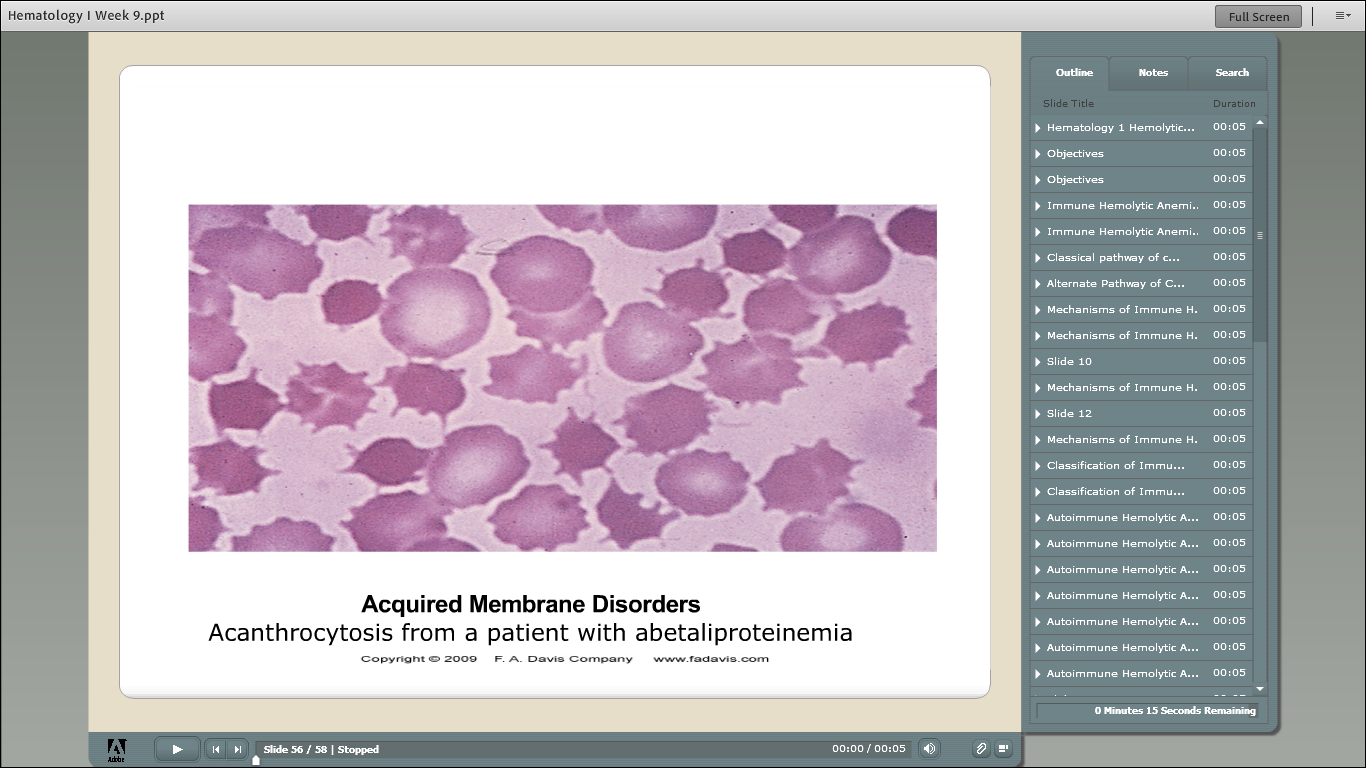 Hematology I Week 9.ppt
Full Screen
Acquired Membrane Disorders
Acanthrocytosis from a patient with abetaliproteinemia
Copyright © 2009 F. A. Davis Company www.fadavis.com
Outline Notes Search
Slide Title Duration
Hematology 1 Hemolytic... 00:05
Objectives 00:05
Objectives 00:05
Immune Hemolytic Anemi.. 00:05
Immune Hemolytic Anemi.. 00:05
Classical pathway of c... 00:05
Alternate Pathway of C... 00:05
Mechanisms of Immune H. 00:05
Mechanisms of Immune H. 00:05
Slide 10 00:05
Mechanisms of Immune H. 00:05
Slide 12 00:05
Mechanisms of Immune H. 00:05
Classification of Immu... 00:05
Classification of Immu... 00:05
Autoimmune Hemolytic A... 00:05
Autoimmune Hemolytic A... 00:05
Autoimmune Hemolytic A... 00:05
Autoimmune Hemolytic A... 00:05
Autoimmune Hemolytic A... 00:05
Autoimmune Hemolytic A... 00:05
Autoimmune Hemolytic A... 00:05
0 Minutes 15 Seconds Remaining
Adobe
Slide 56 / 58 | Stopped
00:00 / 00:05